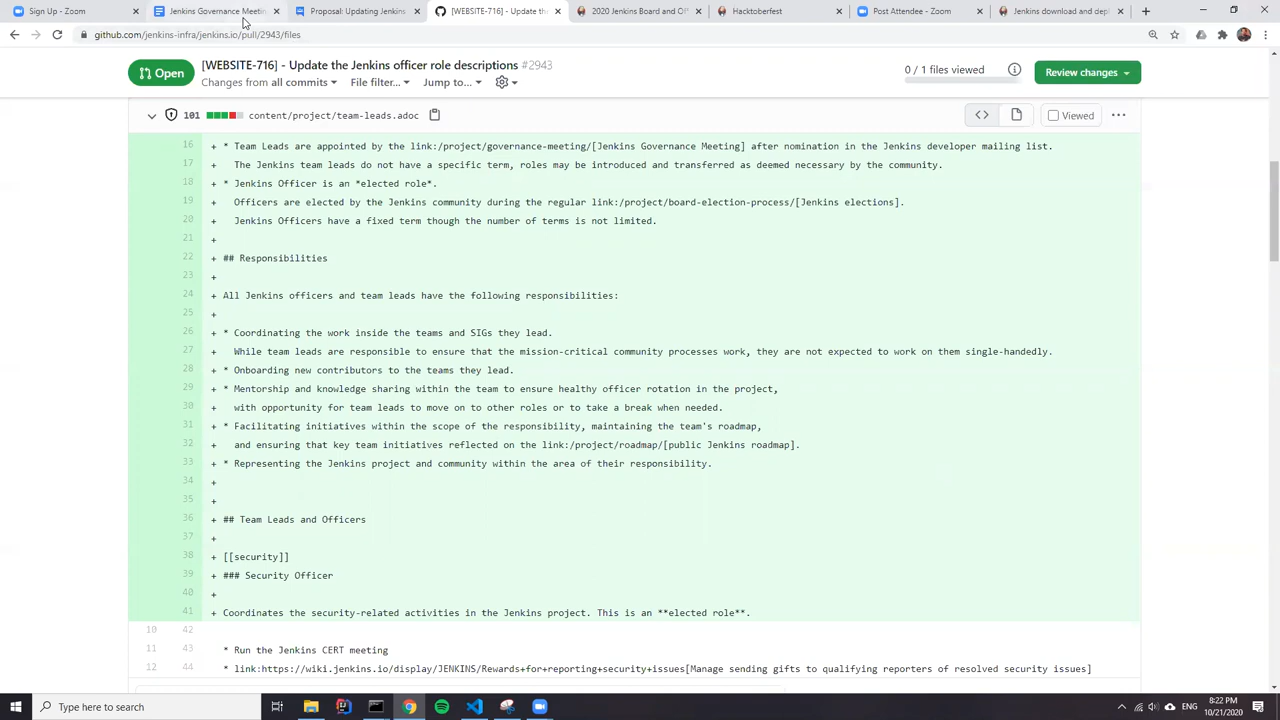 Sign Up - Zoom
Jenkins Governance Meetin
Proposal: Updating Jenkins
[WEBSITE-716] - Update the
2020 Jenkins Board and Of
Hacktoberfest
Post Attendee - Zoom
Jenkins download and dep
github.com/jenkins-infra/jenkins.io/pull/2943/files
Open
[WEBSITE-716] - Update the Jenkins officer role descriptions #2943
Changes from all commits
File filter...
Jump to...
0 / 1 files viewed
Review changes
101
content/project/team-leads.adoc
Viewed
16 + * Team Leads are appointed by the link:/project/governance-meeting/[Jenkins Governance Meeting] after nomination in the Jenkins developer mailing list.
17 + The Jenkins team leads do not have a specific term, roles may be introduced and transferred as deemed necessary by the community.
18 + * Jenkins Officer is an *elected role*.
19 + Officers are elected by the Jenkins community during the regular link:/project/board-election-process/[Jenkins elections].
20 + Jenkins Officers have a fixed term though the number of terms is not limited.
21 +
22 + ## Responsibilities
23 +
24 + All Jenkins officers and team leads have the following responsibilities:
25 +
26 + * Coordinating the work inside the teams and SIGs they lead.
27 + While team leads are responsible to ensure that the mission-critical community processes work, they are not expected to work on them single-handedly.
28 + * Onboarding new contributors to the teams they lead.
29 + * Mentorship and knowledge sharing within the team to ensure healthy officer rotation in the project,
30 + with opportunity for team leads to move on to other roles or to take a break when needed.
31 + * Facilitating initiatives within the scope of the responsibility, maintaining the team's roadmap,
32 + and ensuring that key team initiatives reflected on the link:/project/roadmap/[public Jenkins roadmap].
33 + * Representing the Jenkins project and community within the area of their responsibility.
34 +
35 +
36 + ## Team Leads and Officers
37 +
38 + [[security]]
39 + ### Security Officer
40 +
41 + Coordinates the security-related activities in the Jenkins project. This is an **elected role**.
10 42
11 43 * Run the Jenkins CERT meeting
12 44 * link:https://wiki.jenkins.io/display/JENKINS/Rewards+for+reporting+security+issues[Manage sending gifts to qualifying reporters of resolved security issues]
Type here to search
ENG
8:22 PM
10/21/2020